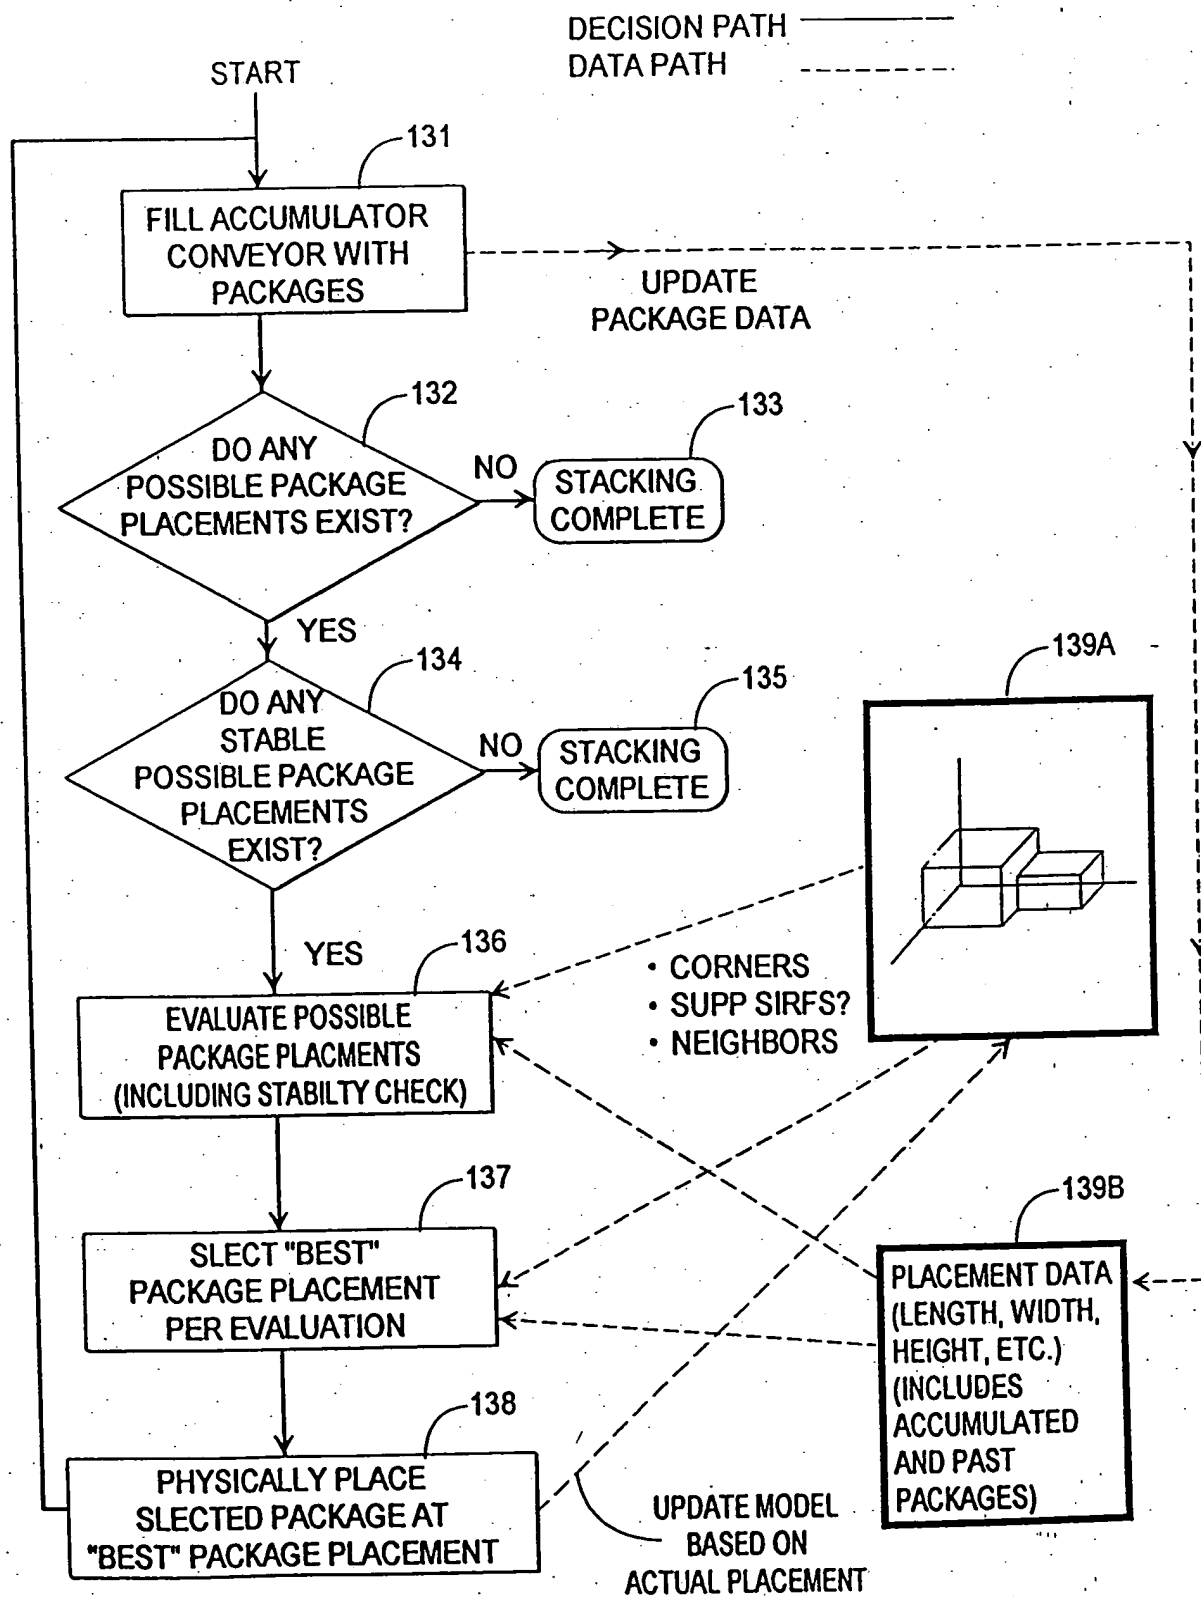 DECISION PATH
DATA PATH
START
131
FILL ACCUMULATOR
CONVEYOR WITH
PACKAGES
UPDATE
PACKAGE DATA
132
DO ANY
POSSIBLE PACKAGE
PLACEMENTS EXIST?
NO
133
STACKING
COMPLETE
YES
134
DO ANY
STABLE
POSSIBLE PACKAGE
PLACEMENTS
EXIST?
NO
135
STACKING
COMPLETE
139A
YES
136
EVALUATE POSSIBLE
PACKAGE PLACMENTS
(INCLUDING STABILTY CHECK)
• CORNERS
• SUPP SIRFS?
• NEIGHBORS
137
SLECT "BEST"
PACKAGE PLACEMENT
PER EVALUATION
139B
PLACEMENT DATA
(LENGTH, WIDTH,
HEIGHT, ETC.)
(INCLUDES
ACCUMULATED
AND PAST
PACKAGES)
138
PHYSICALLY PLACE
SLECTED PACKAGE AT
"BEST" PACKAGE PLACEMENT
UPDATE MODEL
BASED ON
ACTUAL PLACEMENT